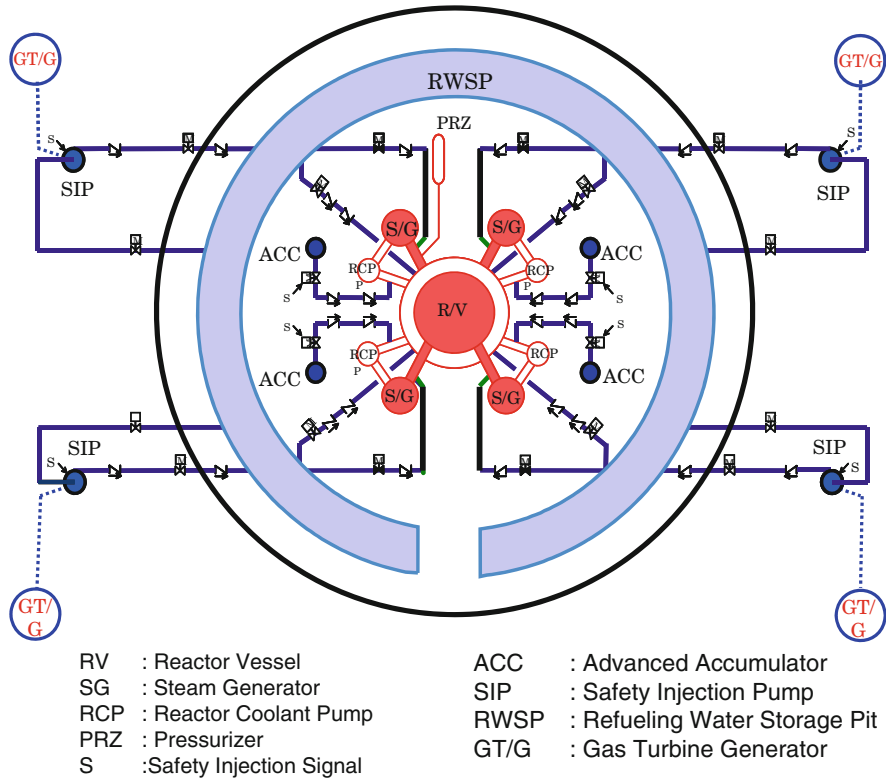 GT/G
GT/G
RWSP
PRZ
S
S
M
M
M
M
SIP
SIP
M
M
S/G
S/G
ACC
ACC
RCP
P
RCP
P
S
S
R/V
S
S
RCP
P
RCP
P
ACC
ACC
S/G
S/G
SIP
SIP
S
S
M
M
GT/
G
GT/
G
RV : Reactor Vessel
SG : Steam Generator
RCP : Reactor Coolant Pump
PRZ : Pressurizer
S :Safety Injection Signal
ACC : Advanced Accumulator
SIP : Safety Injection Pump
RWSP : Refueling Water Storage Pit
GT/G : Gas Turbine Generator